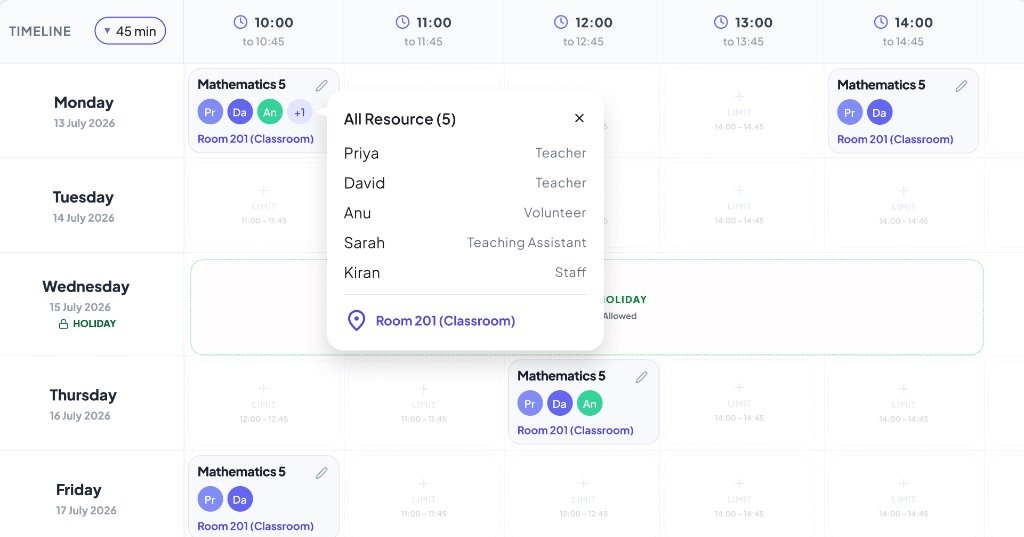 TIMELINE
▼ 45 min
10:00
to 10:45
11:00
to 11:45
12:00
to 12:45
13:00
to 13:45
14:00
to 14:45
Monday
13 July 2026
Mathematics 5
Pr Da An +1
Room 201 (Classroom)
+
14:00 – 14:45
Mathematics 5
Pr Da
Room 201 (Classroom)
All Resource (5) ×
Priya Teacher
David Teacher
Anu Volunteer
Sarah Teaching Assistant
Kiran Staff
Room 201 (Classroom)
Tuesday
14 July 2026
+
LIMIT
11:00 – 11:45
+
LIMIT
14:00 – 14:45
+
LIMIT
14:00 – 14:45
Wednesday
15 July 2026
HOLIDAY
OLIDAY
Allowed
Thursday
16 July 2026
+
LIMIT
12:00 – 12:45
+
LIMIT
11:00 – 11:45
Mathematics 5
Pr Da An
Room 201 (Classroom)
+
LIMIT
14:00 – 14:45
+
LIMIT
14:00 – 14:45
Friday
17 July 2026
Mathematics 5
Pr Da
Room 201 (Classroom)
+
LIMIT
11:00 – 11:45
+
LIMIT
12:00 – 12:45
+
LIMIT
14:00 – 14:45
+
LIMIT
14:00 – 14:45